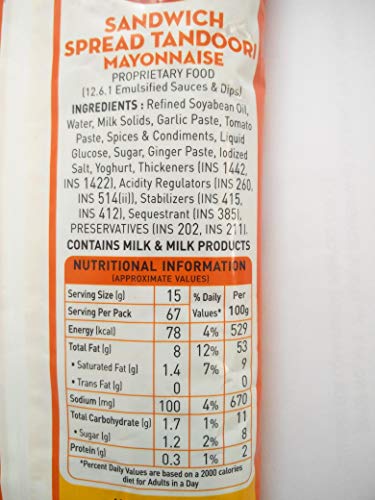 SANDWICH
SPREAD TANDOORI
MAYONNAISE
PROPRIETARY FOOD
(12.6.1 Emulsified Sauces & Dips)
INGREDIENTS : Refined Soyabean Oil,
Water, Milk Solids, Garlic Paste, Tomato
Paste, Spices & Condiments, Liquid
Glucose, Sugar, Ginger Paste, Iodized
Salt, Yoghurt, Thickeners (INS 1442,
INS 1422), Acidity Regulators (INS 260,
INS 514(ii)), Stabilizers (INS 415,
INS 412), Sequestrant (INS 385),
PRESERVATIVES (INS 202, INS 211).
CONTAINS MILK & MILK PRODUCTS
NUTRITIONAL INFORMATION
(APPROXIMATE VALUES)
Serving Size (g) 15 % Daily Per
Serving Per Pack 67 Values* 100g
Energy (kcal) 78 4% 529
Total Fat (g) 8 12% 53
• Saturated Fat (g) 1.4 7% 9
• Trans Fat (g) 0 0
Sodium (mg) 100 4% 670
Total Carbohydrate (g) 1.7 1% 11
• Sugar (g) 1.2 2% 8
Protein (g) 0.3 1% 2
*Percent Daily Values are based on a 2000 calories
diet for Adults in a Day